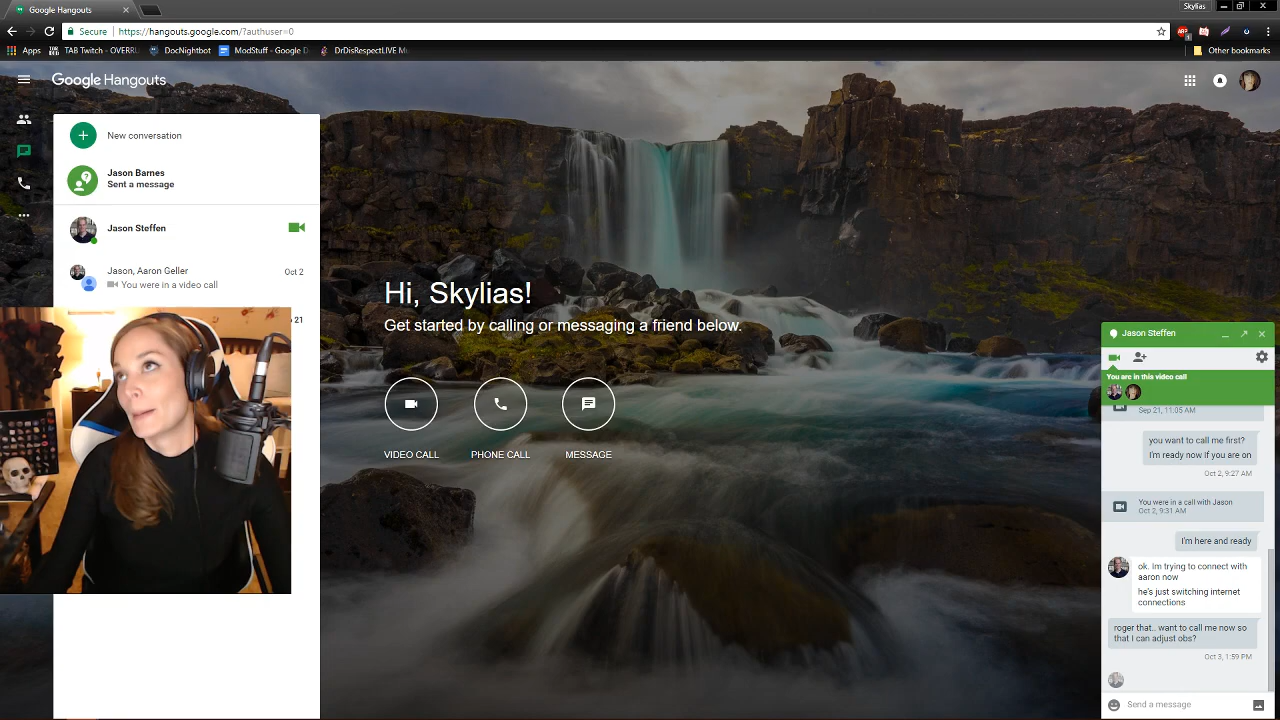 Google Hangouts
Skylias
Secure
https://hangouts.google.com/?authuser=0
Apps
TAB Twitch - OVERRU
DocNightbot
ModStuff - Google D
DrDisRespectLIVE Mu
Other bookmarks
Google Hangouts
New conversation
Jason Barnes
Sent a message
Jason Steffen
Jason, Aaron Geller
Oct 2
You were in a video call
21
Hi, Skylias!
Get started by calling or messaging a friend below.
VIDEO CALL
PHONE CALL
MESSAGE
Jason Steffen
You are in this video call
Sep 21, 11:05 AM
you want to call me first?
I'm ready now if you are on
Oct 2, 9:27 AM
You were in a call with Jason
Oct 2, 9:31 AM
I'm here and ready
ok. Im trying to connect with
aaron now
he's just switching internet
connections
roger that.. want to call me now so
that I can adjust obs?
Oct 3, 1:59 PM
Send a message